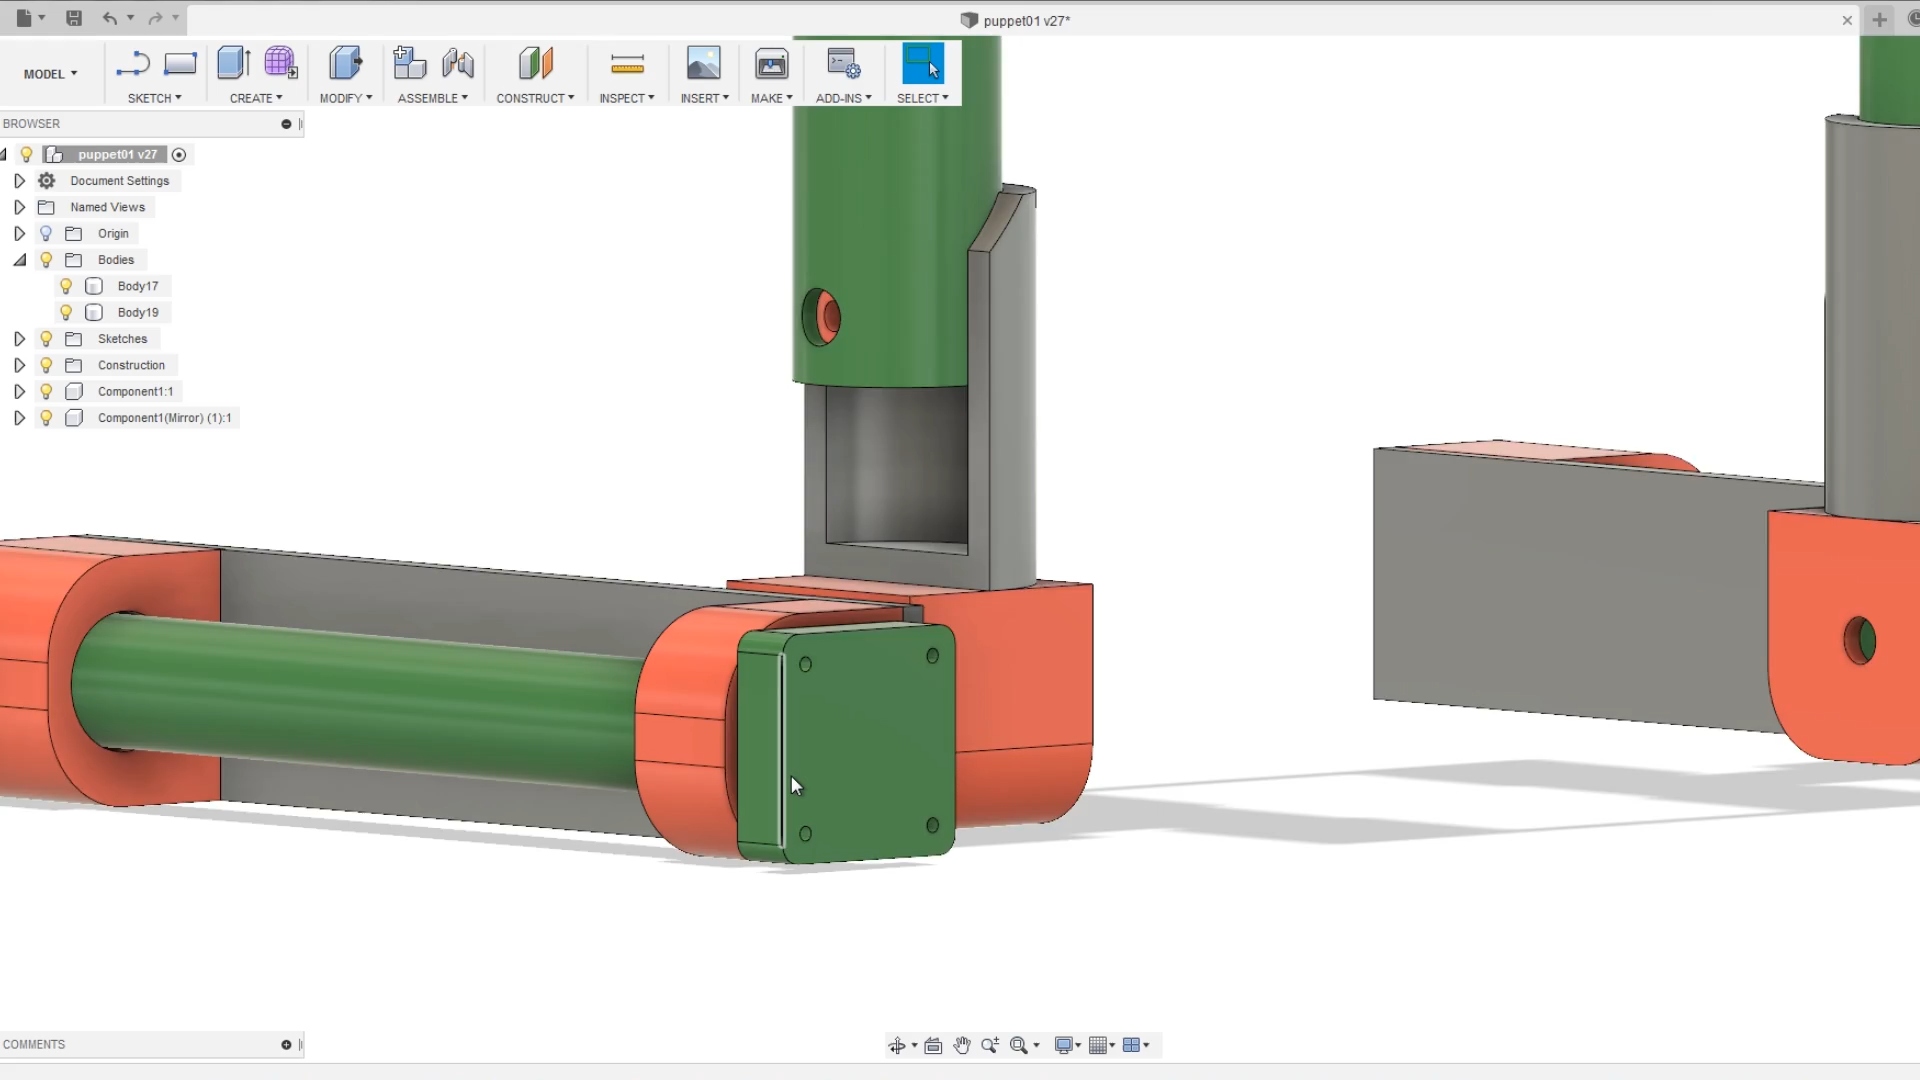 puppet01 v27*
MODEL
SKETCH
CREATE
MODIFY
ASSEMBLE
CONSTRUCT
INSPECT
INSERT
MAKE
ADD-INS
SELECT
BROWSER
puppet01 v27
Document Settings
Named Views
Origin
Bodies
Body17
Body19
Sketches
Construction
Component1:1
Component1(Mirror) (1):1
COMMENTS